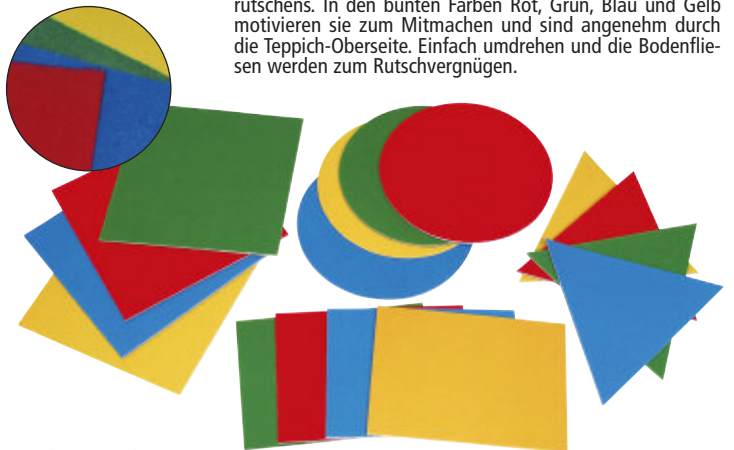 rutschens. In den bunten Farben Rot, Grün, Blau und Gelb
motivieren sie zum Mitmachen und sind angenehm durch
die Teppich-Oberseite. Einfach umdrehen und die Bodenflie-
sen werden zum Rutschvergnügen.